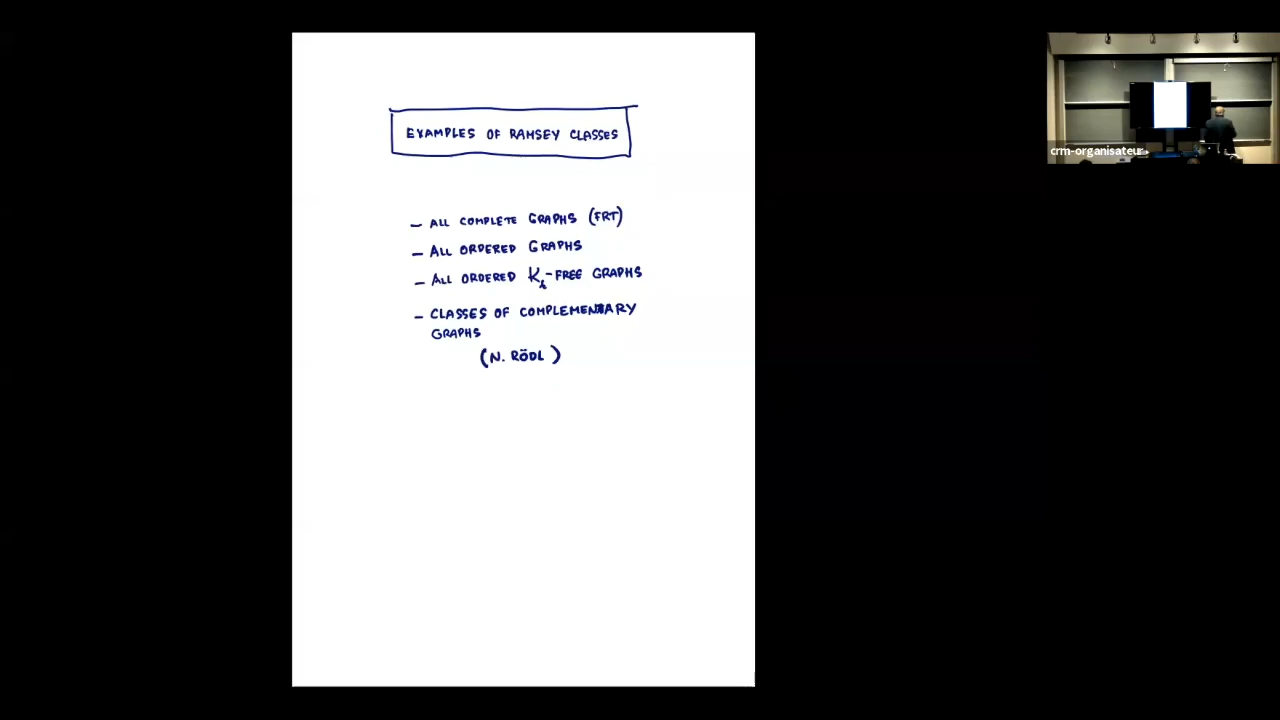 EXAMPLES OF RAMSEY CLASSES
- ALL COMPLETE GRAPHS (FRT)
- ALL ORDERED GRAPHS
- ALL ORDERED Kk-FREE GRAPHS
- CLASSES OF COMPLEMENTARY
GRAPHS
(N. RÖDL)
crm-organisateur